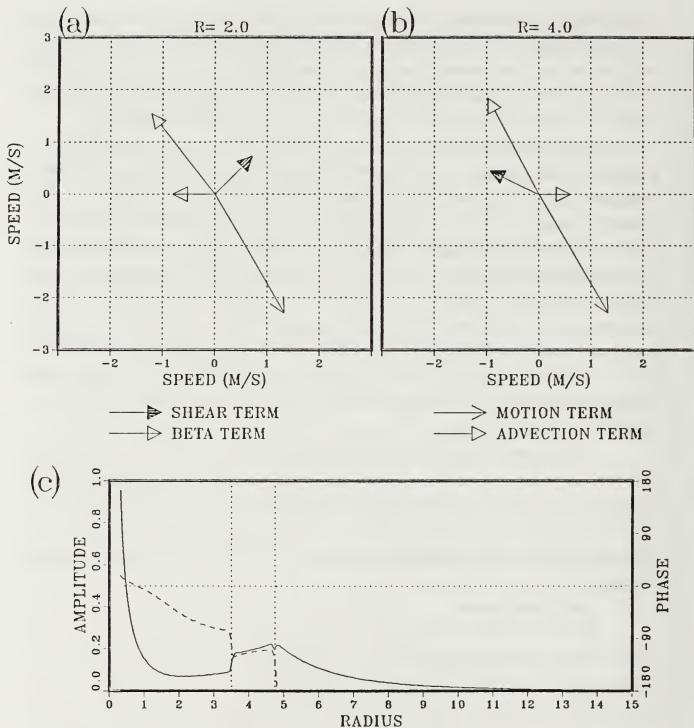 (a) R= 2.0
(b) R= 4.0
3
2
1
0
-1
-2
-3
SPEED (M/S)
-2 -1 0 1 2
SPEED (M/S)
-2 -1 0 1 2
SPEED (M/S)
SHEAR TERM
BETA TERM
MOTION TERM
ADVECTION TERM
(c)
1.0
0.8
0.6
0.4
0.2
0.0
AMPLITUDE
180
90
0
-90
-180
PHASE
0 1 2 3 4 5 6 7 8 9 10 11 12 13 14 15
RADIUS